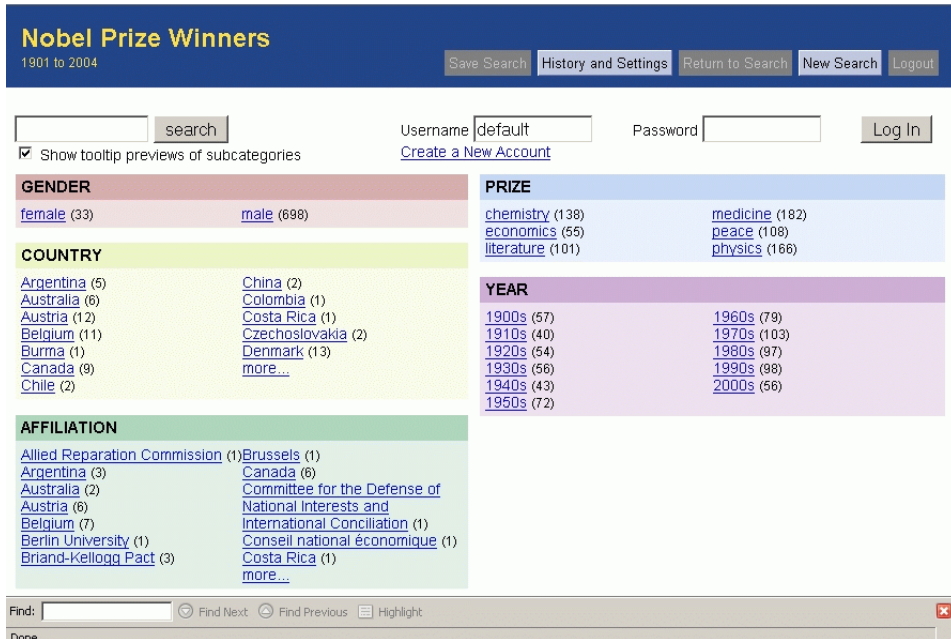 Nobel Prize Winners
1901 to 2004
Save Search History and Settings Return to Search New Search Logout
search Username default Password Log In
Show tooltip previews of subcategories Create a New Account
GENDER
female (33) male (698)
COUNTRY
Argentina (5) China (2)
Australia (6) Colombia (1)
Austria (12) Costa Rica (1)
Belgium (11) Czechoslovakia (2)
Burma (1) Denmark (13)
Canada (9) more...
Chile (2)
AFFILIATION
Allied Reparation Commission (1) Brussels (1)
Argentina (3) Canada (6)
Australia (2) Committee for the Defense of
Austria (6) National Interests and
Belgium (7) International Conciliation (1)
Berlin University (1) Conseil national économique (1)
Briand-Kellogg Pact (3) Costa Rica (1)
more...
PRIZE
chemistry (138) medicine (182)
economics (55) peace (108)
literature (101) physics (166)
YEAR
1900s (57) 1960s (79)
1910s (40) 1970s (103)
1920s (54) 1980s (97)
1930s (56) 1990s (98)
1940s (43) 2000s (56)
1950s (72)
Find: Find Next Find Previous Highlight
Done